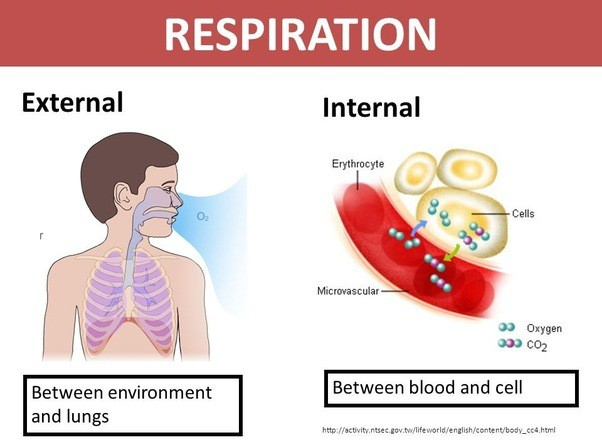 RESPIRATION
External
Internal
O₂
r
Erythrocyte
Cells
Microvascular
Oxygen
CO₂
Between environment
and lungs
Between blood and cell
http://activity.ntsec.gov.tw/lifeworld/english/content/body_cc4.html